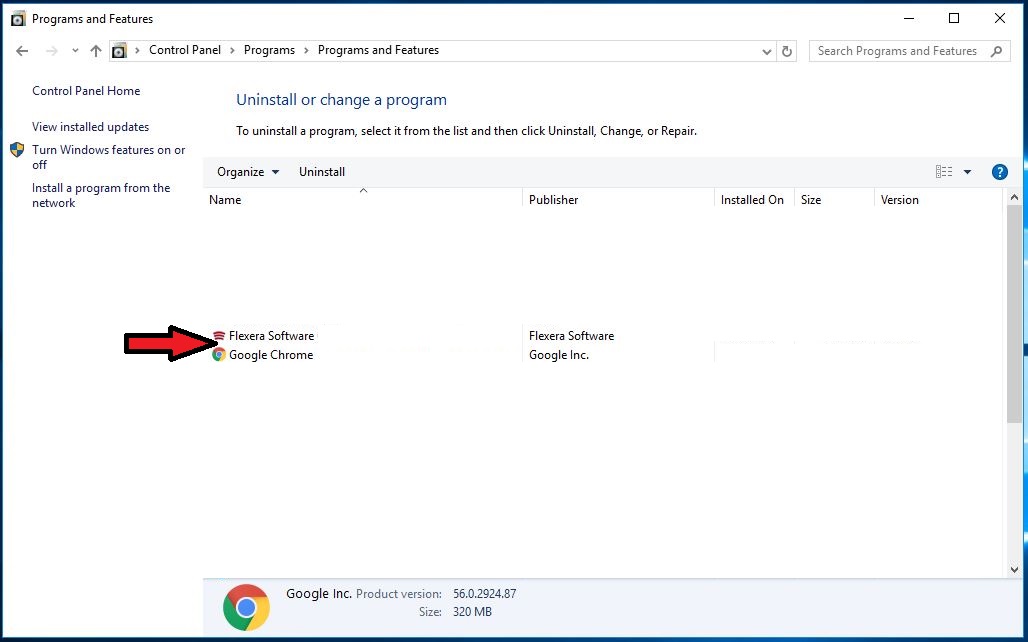 Programs and Features
Control Panel > Programs > Programs and Features
Search Programs and Features
Control Panel Home
View installed updates
Turn Windows features on or
off
Install a program from the
network
Uninstall or change a program
To uninstall a program, select it from the list and then click Uninstall, Change, or Repair.
Organize Uninstall
?
Name Publisher Installed On Size Version
Flexera Software Flexera Software
Google Chrome Google Inc.
Google Inc. Product version: 56.0.2924.87
Size: 320 MB